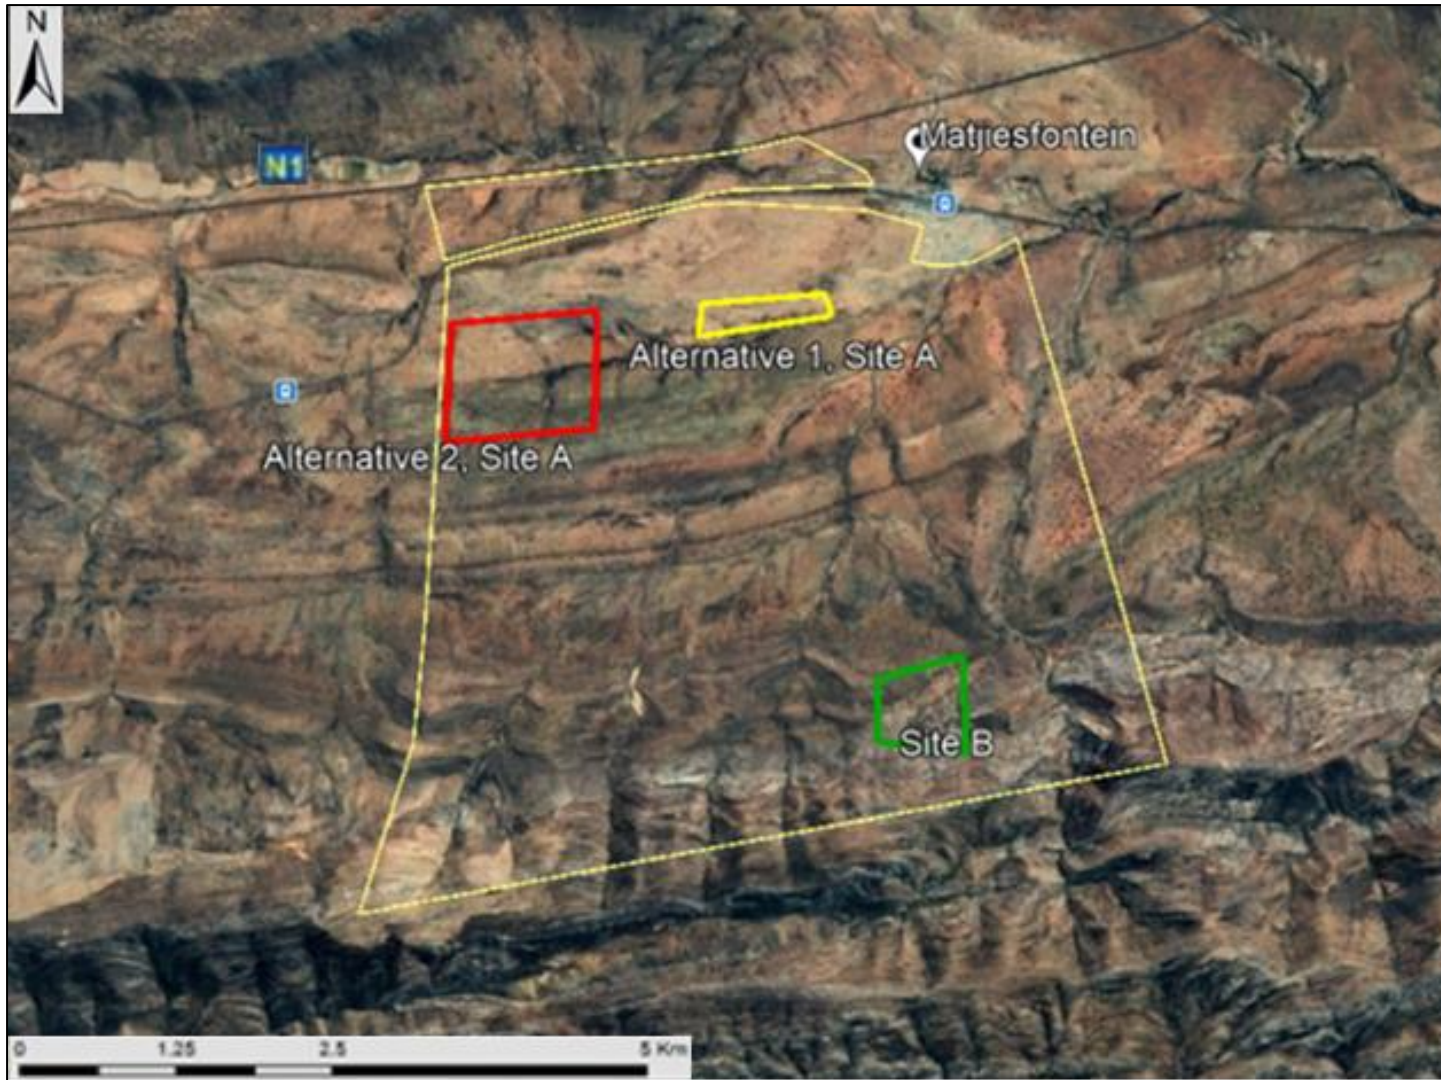 N
Matjiesfontein
N1
Alternative 1, Site A
Alternative 2, Site A
Site B
0 1.25 2.5 5 Km